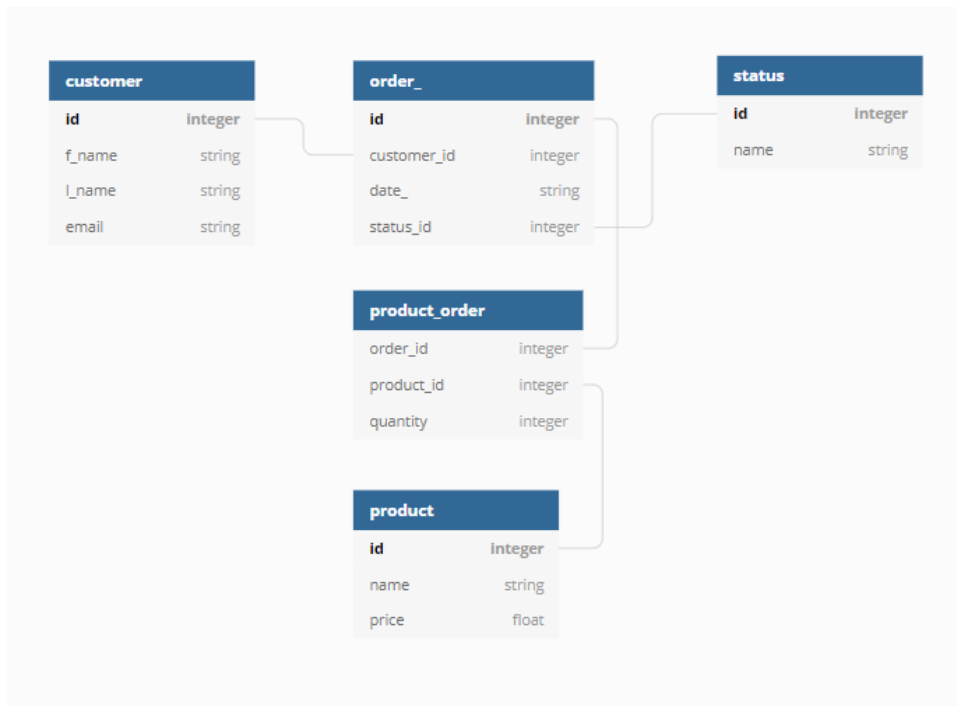 customer
id integer
f_name string
l_name string
email string
order_
id integer
customer_id integer
date_ string
status_id integer
status
id integer
name string
product_order
order_id integer
product_id integer
quantity integer
product
id integer
name string
price float